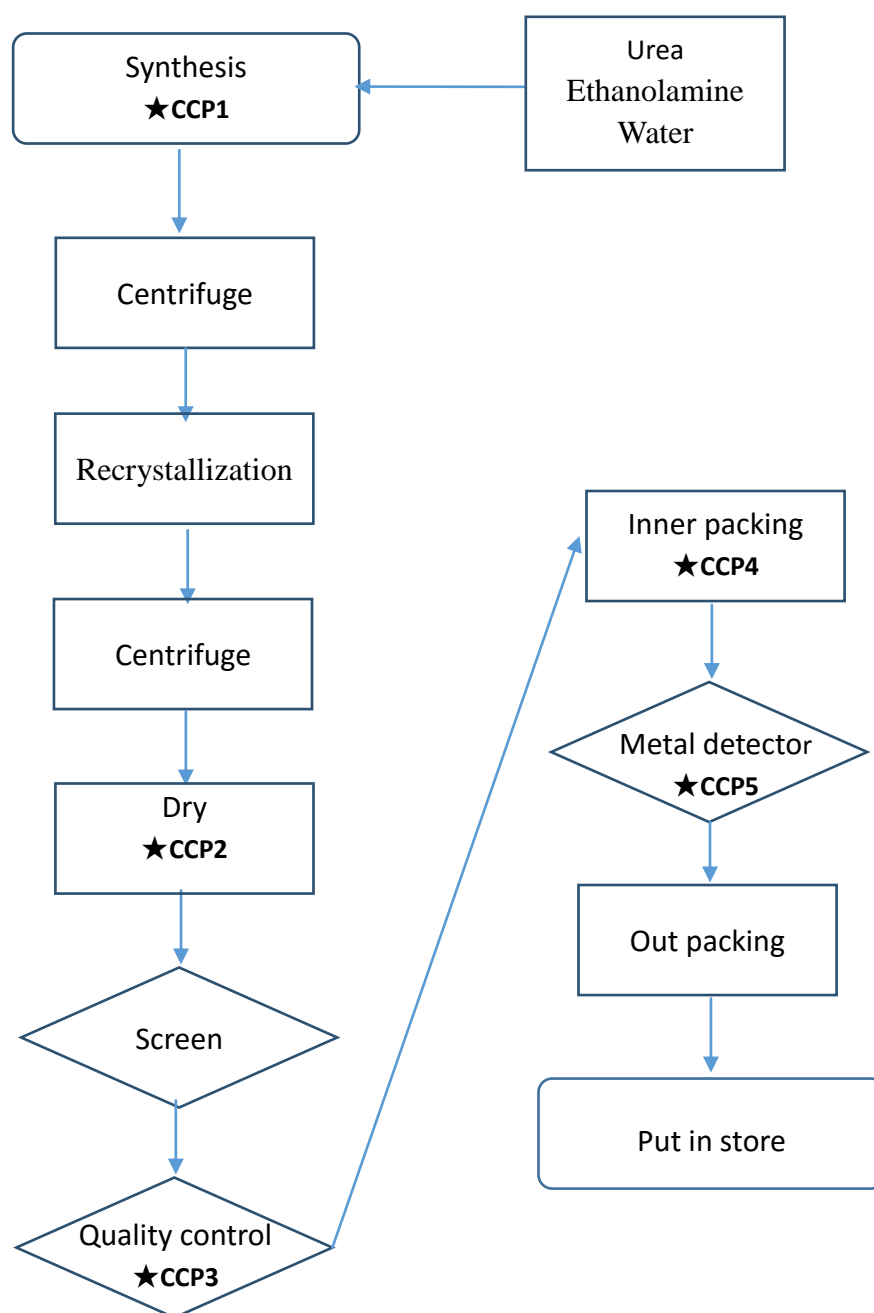 Synthesis
★CCP1
Urea
Ethanolamine
Water
Centrifuge
Recrystallization
Centrifuge
Dry
★CCP2
Screen
Quality control
★CCP3
Inner packing
★CCP4
Metal detector
★CCP5
Out packing
Put in store